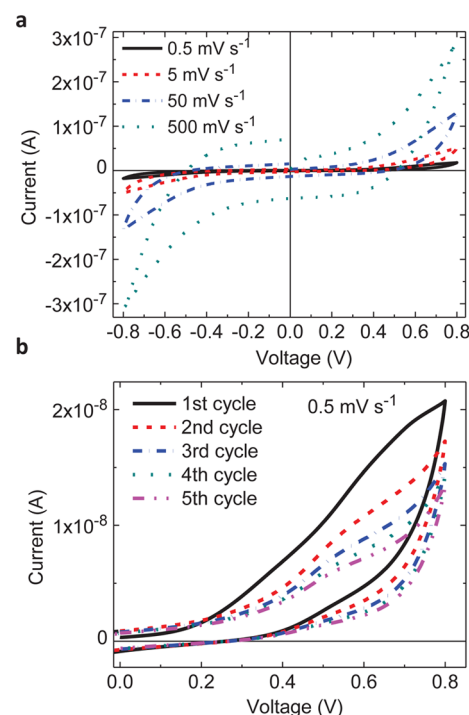 a
3x10⁻⁷
2x10⁻⁷
1x10⁻⁷
0
-1x10⁻⁷
-2x10⁻⁷
-3x10⁻⁷
Current (A)
0.5 mV s⁻¹
5 mV s⁻¹
50 mV s⁻¹
500 mV s⁻¹
-0.8 -0.6 -0.4 -0.2 0.0 0.2 0.4 0.6 0.8
Voltage (V)
b
2x10⁻⁸
1x10⁻⁸
0
Current (A)
1st cycle
2nd cycle
3rd cycle
4th cycle
5th cycle
0.5 mV s⁻¹
0.0 0.2 0.4 0.6 0.8
Voltage (V)